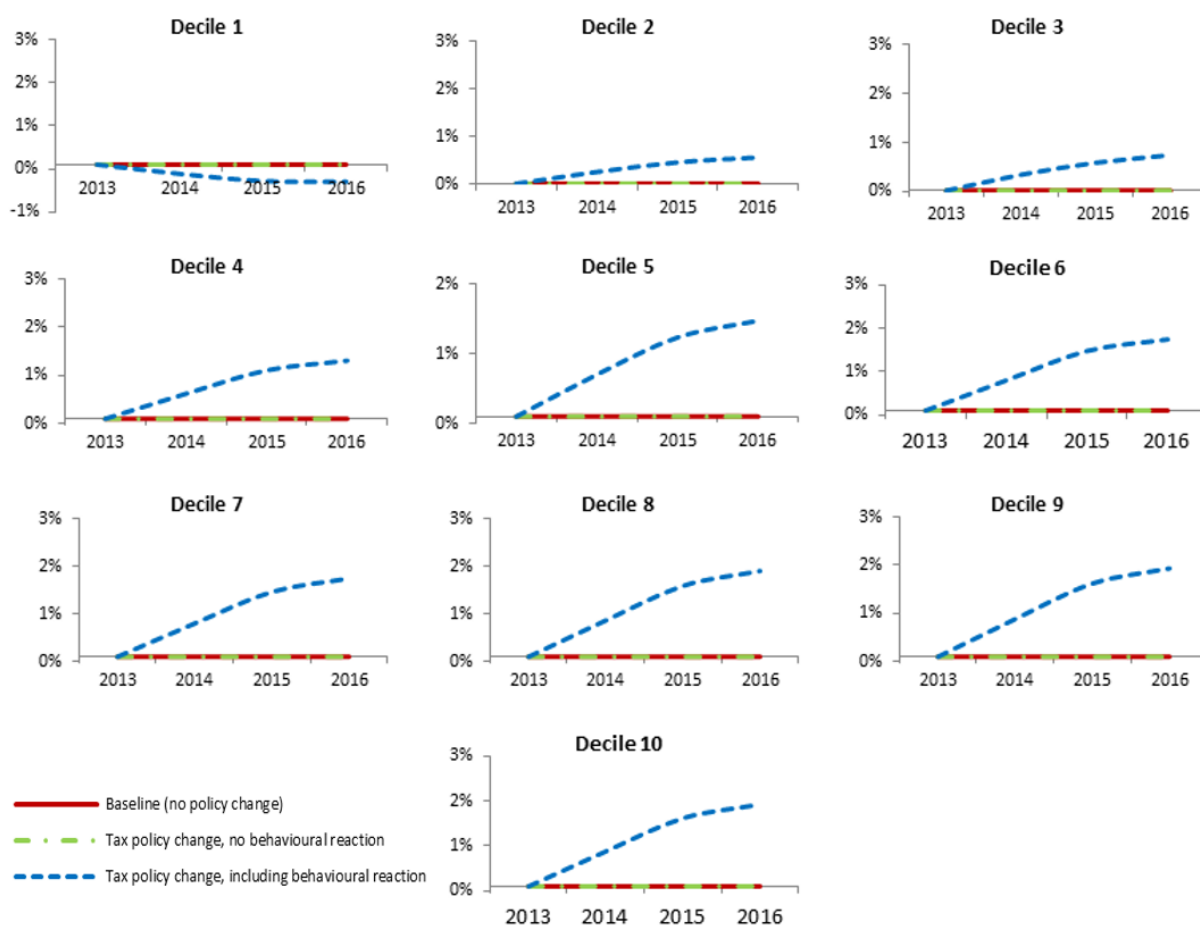 Decile 1
3%
3%
1%
0%
-1%
2013 2014 2015 2016
Decile 2
3%
2%
1%
0%
2013 2014 2015 2016
Decile 3
3%
2%
1%
0%
2013 2014 2015 2016
Decile 4
3%
2%
1%
0%
2013 2014 2015 2016
Decile 5
2%
1%
0%
2013 2014 2015 2016
Decile 6
3%
2%
1%
0%
2013 2014 2015 2016
Decile 7
3%
2%
1%
0%
2013 2014 2015 2016
Decile 8
3%
2%
1%
0%
2013 2014 2015 2016
Decile 9
3%
2%
1%
0%
2013 2014 2015 2016
Decile 10
3%
2%
1%
0%
2013 2014 2015 2016
Baseline (no policy change)
Tax policy change, no behavioural reaction
Tax policy change, including behavioural reaction